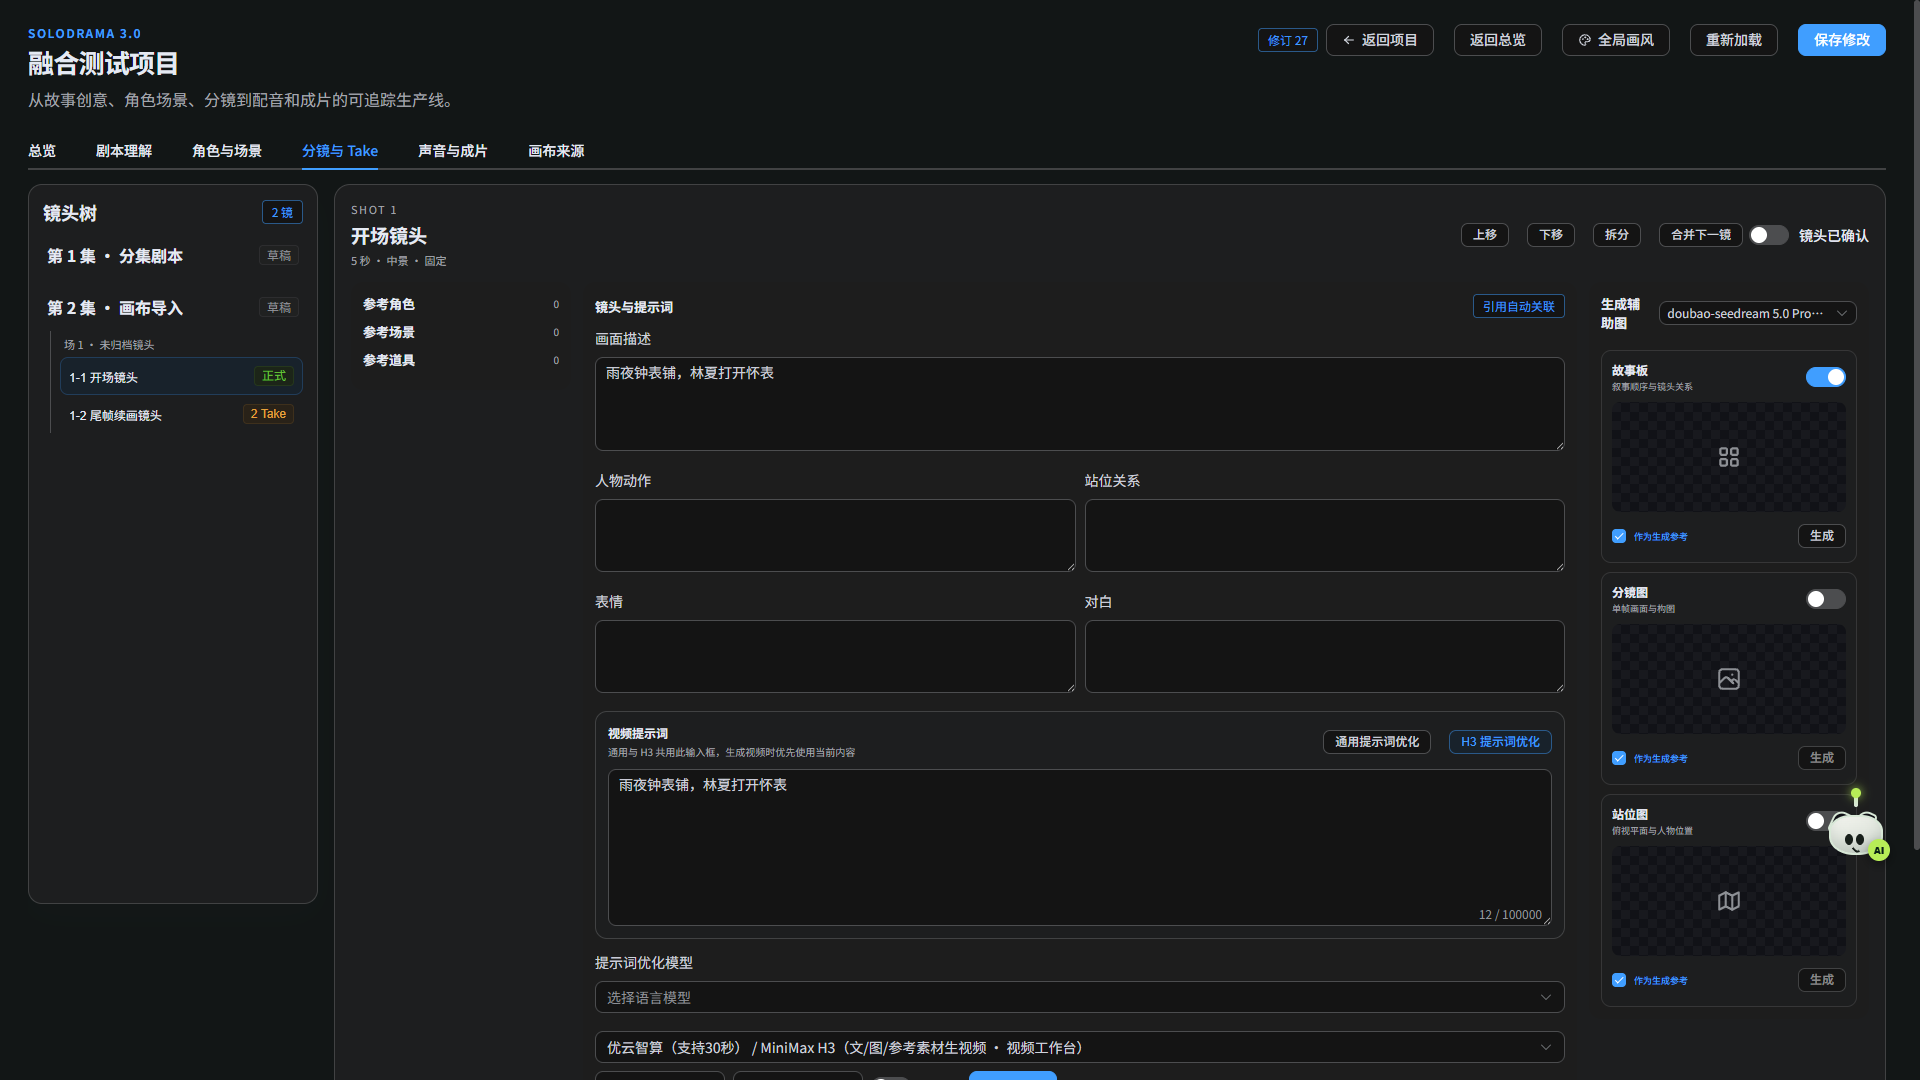 SOLODRAMA 3.0
融合测试项目
从故事创意、角色场景、分镜到配音和成片的可追踪生产线。
修订 27
返回项目
返回总览
全局画风
重新加载
保存修改
总览
剧本理解
角色与场景
分镜与 Take
声音与成片
画布来源
镜头树
2 镜
第 1 集 · 分集剧本
草稿
第 2 集 · 画布导入
草稿
场 1 · 未归档镜头
1-1 开场镜头
正式
1-2 尾帧续画镜头
2 Take
SHOT 1
开场镜头
5 秒 · 中景 · 固定
上移
下移
拆分
合并下一镜
镜头已确认
参考角色
0
参考场景
0
参考道具
0
镜头与提示词
引用自动关联
画面描述
雨夜钟表铺，林夏打开怀表
人物动作
站位关系
表情
对白
视频提示词
通用与 H3 共用此输入框，生成视频时优先使用当前内容
通用提示词优化
H3 提示词优化
雨夜钟表铺，林夏打开怀表
12 / 100000
提示词优化模型
选择语言模型
优云智算（支持30秒） / MiniMax H3（文/图/参考素材生视频 · 视频工作台）
生成辅
助图
doubao-seedream 5.0 Pro···
故事板
叙事顺序与镜头关系
作为生成参考
生成
分镜图
单帧画面与构图
作为生成参考
生成
站位图
俯视平面与人物位置
AI
作为生成参考
生成